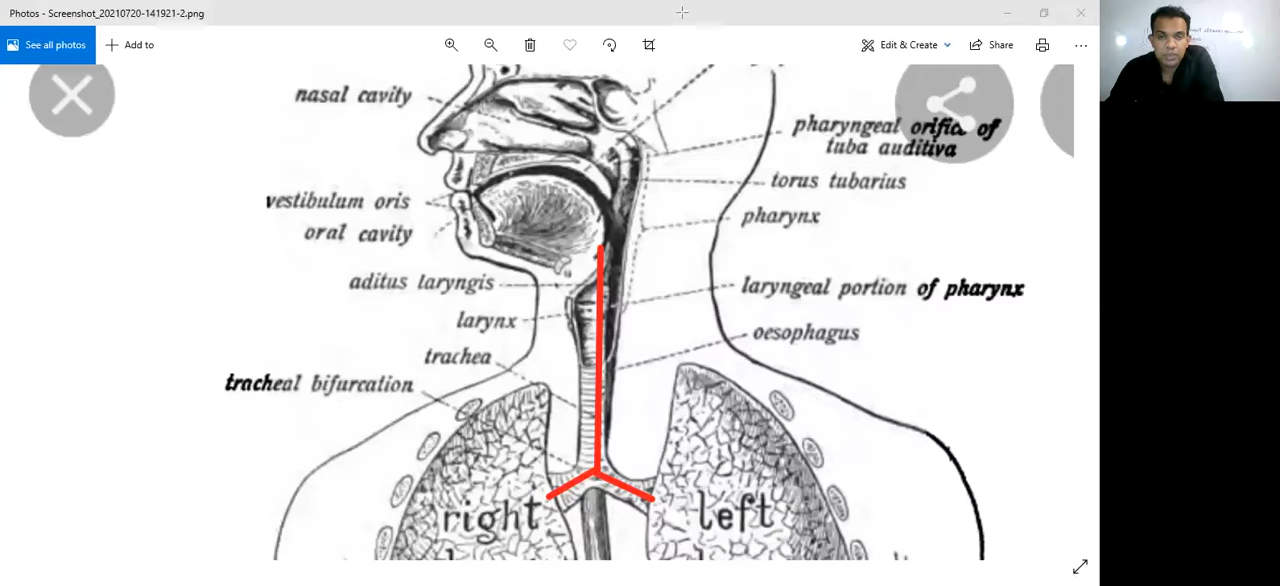 Photos - Screenshot_20210720-141921-2.png
See all photos
Add to
Edit & Create
Share
nasal cavity
pharyngeal orifice of
tuba auditiva
torus tubarius
vestibulum oris
pharynx
oral cavity
aditus laryngis
laryngeal portion of pharynx
larynx
oesophagus
trachea
tracheal bifurcation
right
left